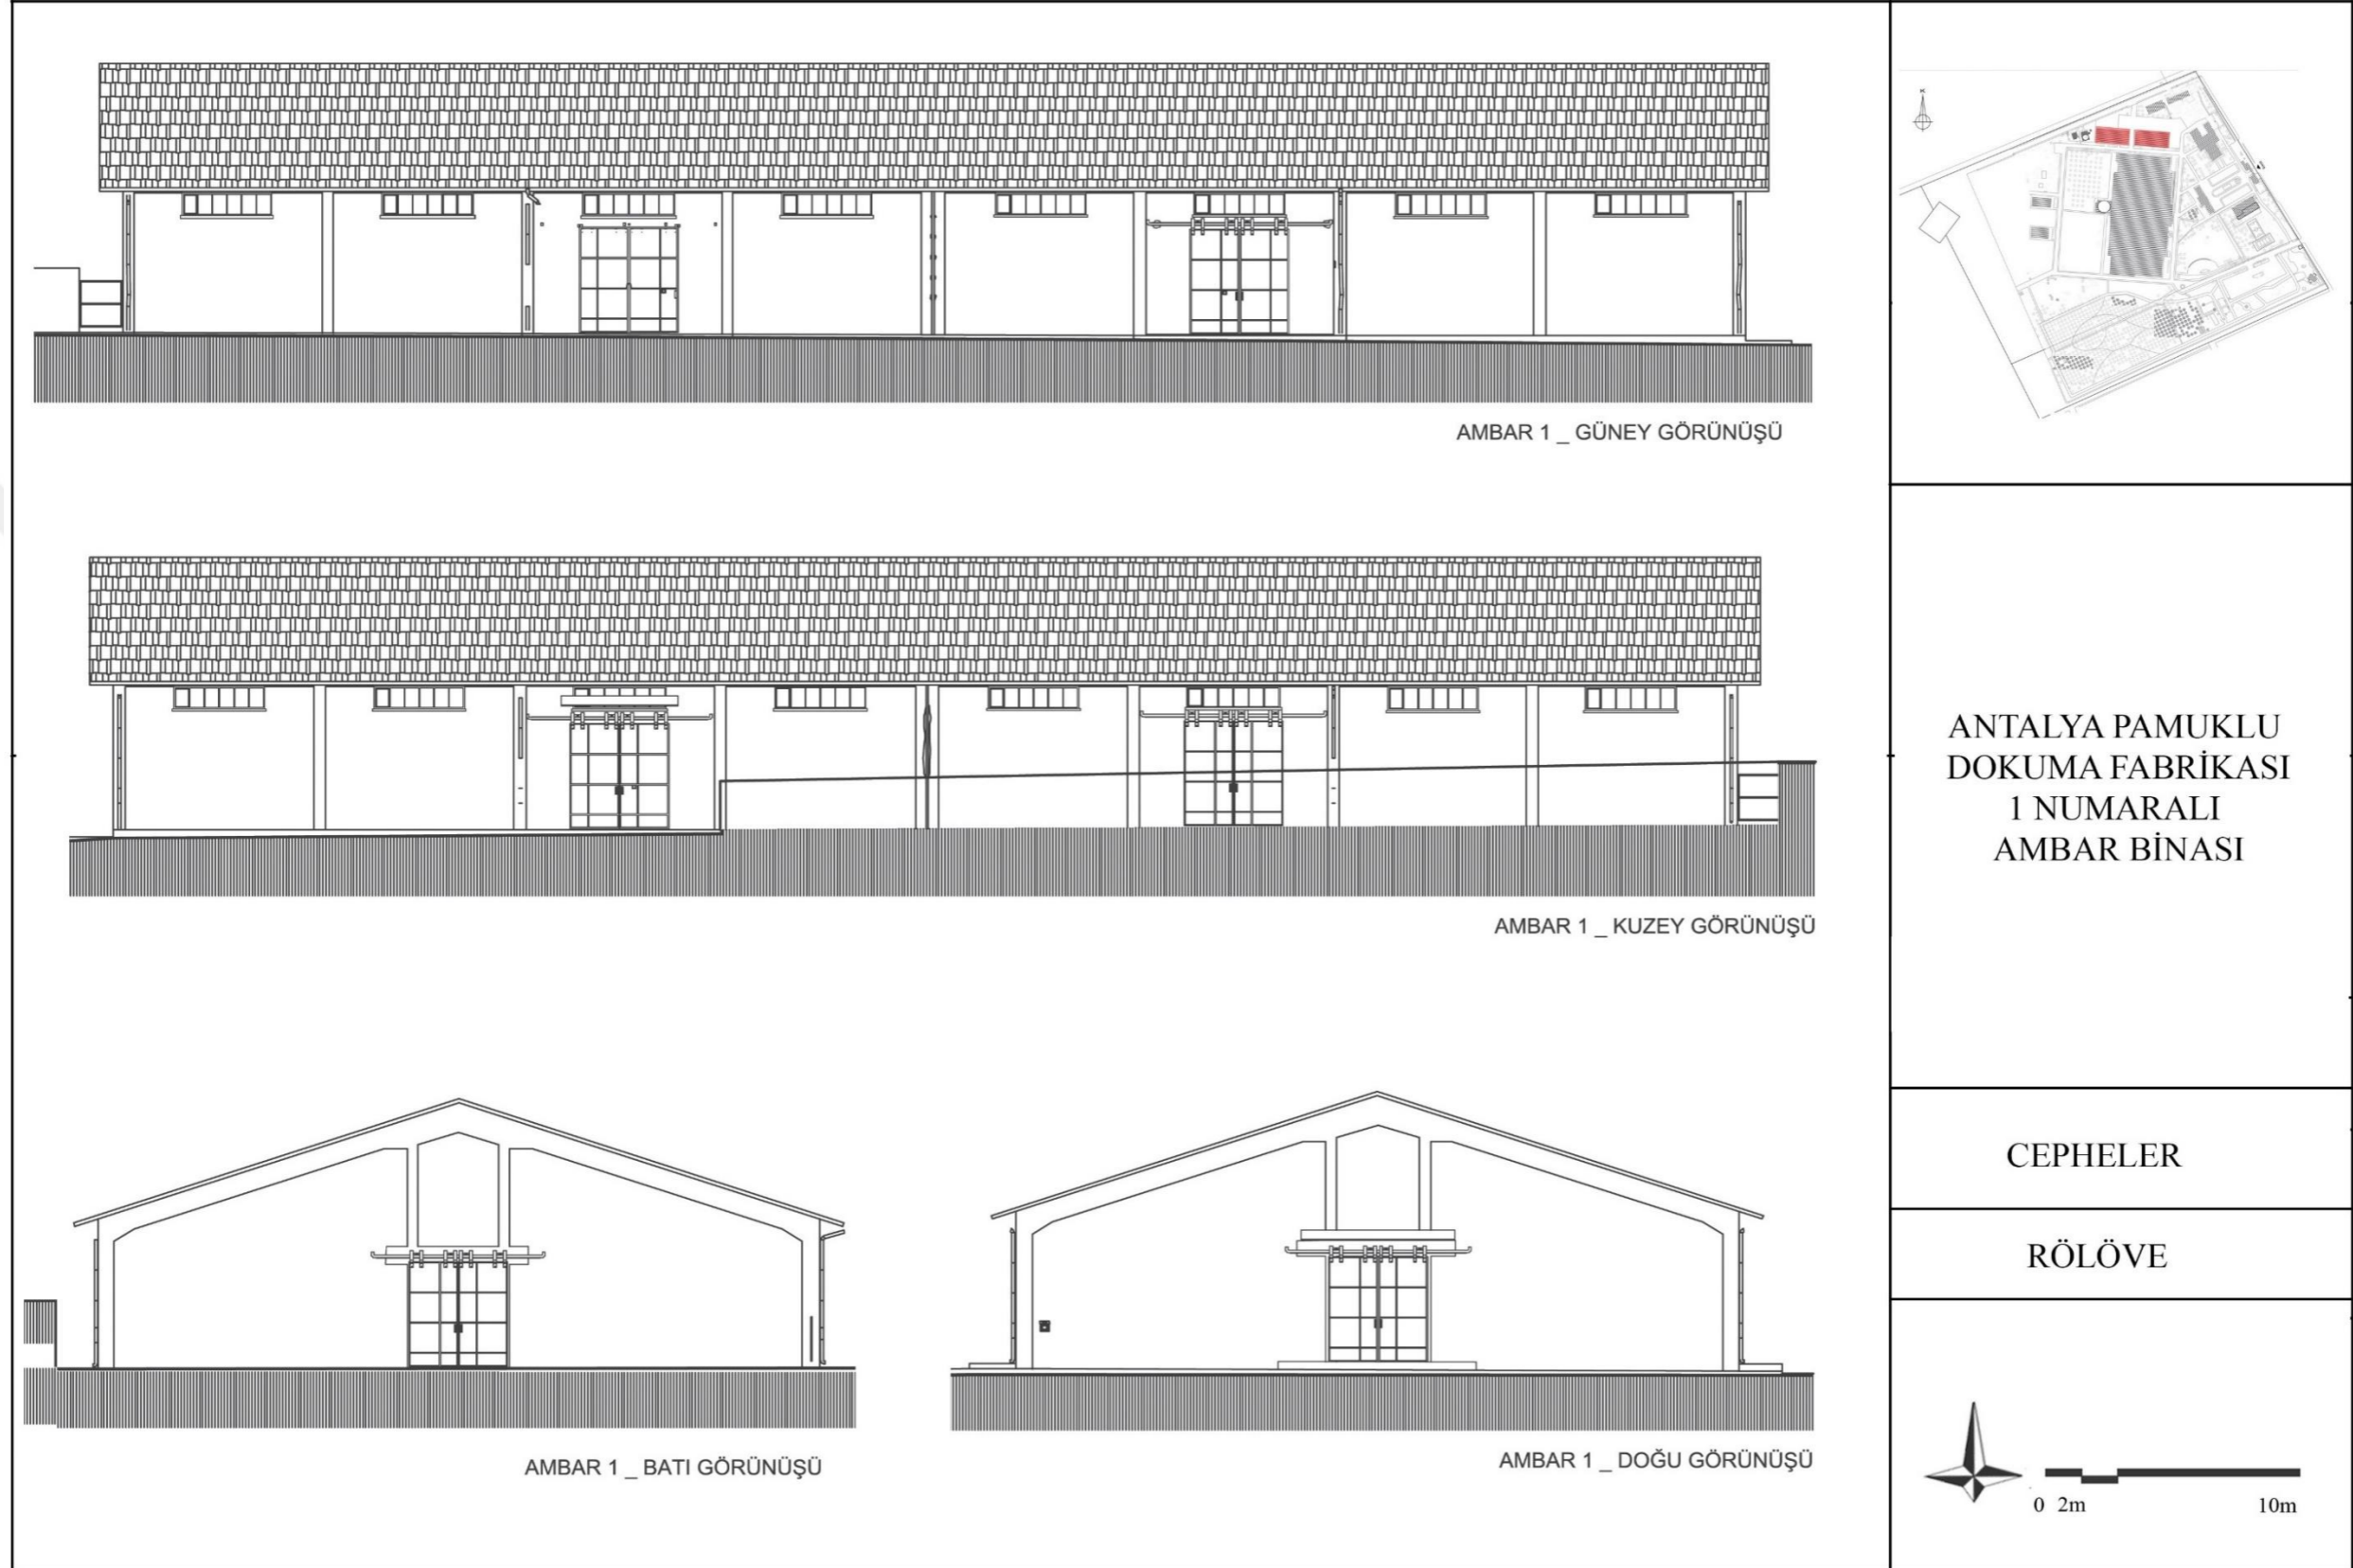 AMBAR 1 _ GÜNEY GÖRÜNÜŞÜ
AMBAR 1 _ KUZEY GÖRÜNÜŞÜ
AMBAR 1 _ BATI GÖRÜNÜŞÜ
AMBAR 1 _ DOĞU GÖRÜNÜŞÜ
ANTALYA PAMUKLU
DOKUMA FABRİKASI
1 NUMARALI
AMBAR BİNASI
CEPHELER
RÖLÖVE
0 2m 10m